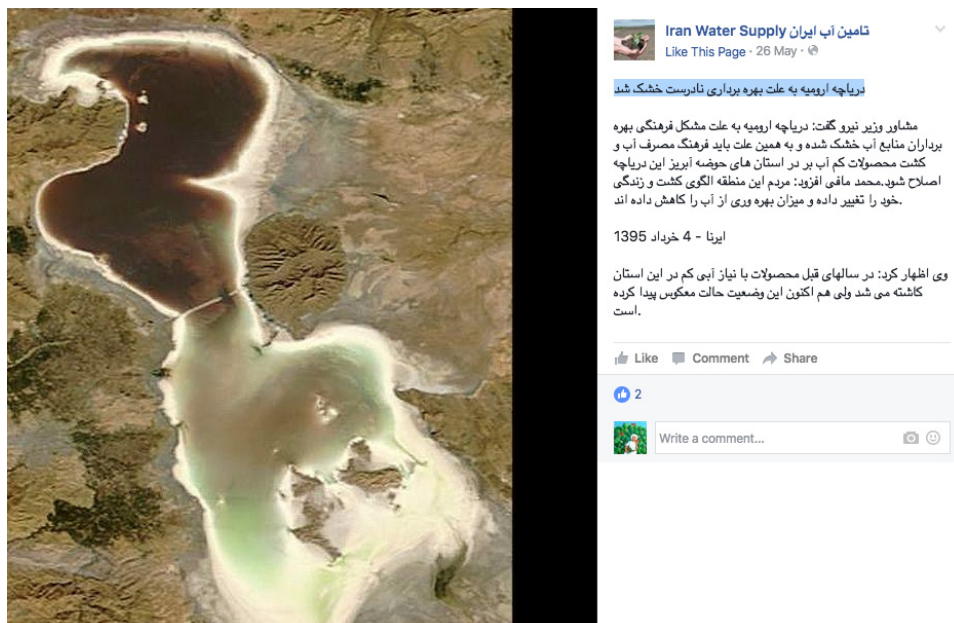 Iran Water Supply تامین آب ایران
Like This Page · 26 May ·
دریاچه ارومیه به علت بهره برداری نادرست خشک شد
مشاور وزیر نیرو گفت: دریاچه ارومیه به علت مشکل فرهنگی بهره
برداران منابع آب خشک شده و به همین علت باید فرهنگ مصرف آب و
کشت محصولات کم آب بر در استان های حوضه آبریز این دریاچه
اصلاح شود.محمد مافی افزود: مردم این منطقه الگوی کشت و زندگی
خود را تغییر داده و میزان بهره وری از آب را کاهش داده اند.
ایرنا - 4 خرداد 1395
وی اظهار کرد: در سالهای قبل محصولات با نیاز آبی کم در این استان
کاشته می شد ولی هم اکنون این وضعیت حالت معکوس پیدا کرده
است.
Like Comment Share
2
Write a comment...